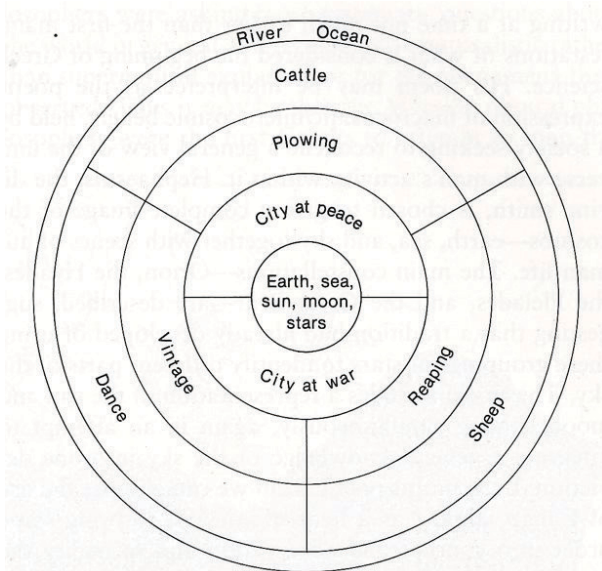 River Ocean
Cattle
Plowing
City at peace
Earth, sea,
sun, moon,
stars
City at war
Vintage
Reaping
Dance
Sheep